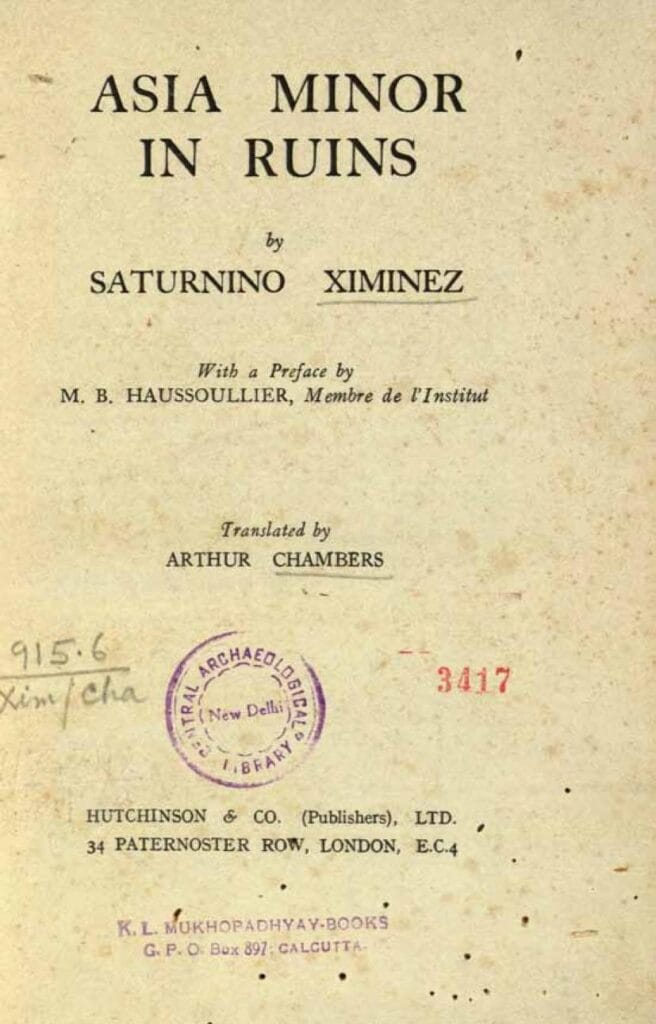 ASIA MINOR
IN RUINS
by
SATURNINO XIMINEZ
With a Preface by
M. B. HAUSSOULLIER, Membre de l'Institut
Translated by
ARTHUR CHAMBERS
915.6
Xim/Cha
CENTRAL ARCHAEOLOGICAL LIBRARY
New Delhi
3417
HUTCHINSON & CO. (Publishers), LTD.
34 PATERNOSTER ROW, LONDON, E.C.4
K. L. MUKHOPADHYAY-BOOKS
G. P. O. Box 897, CALCUTTA.